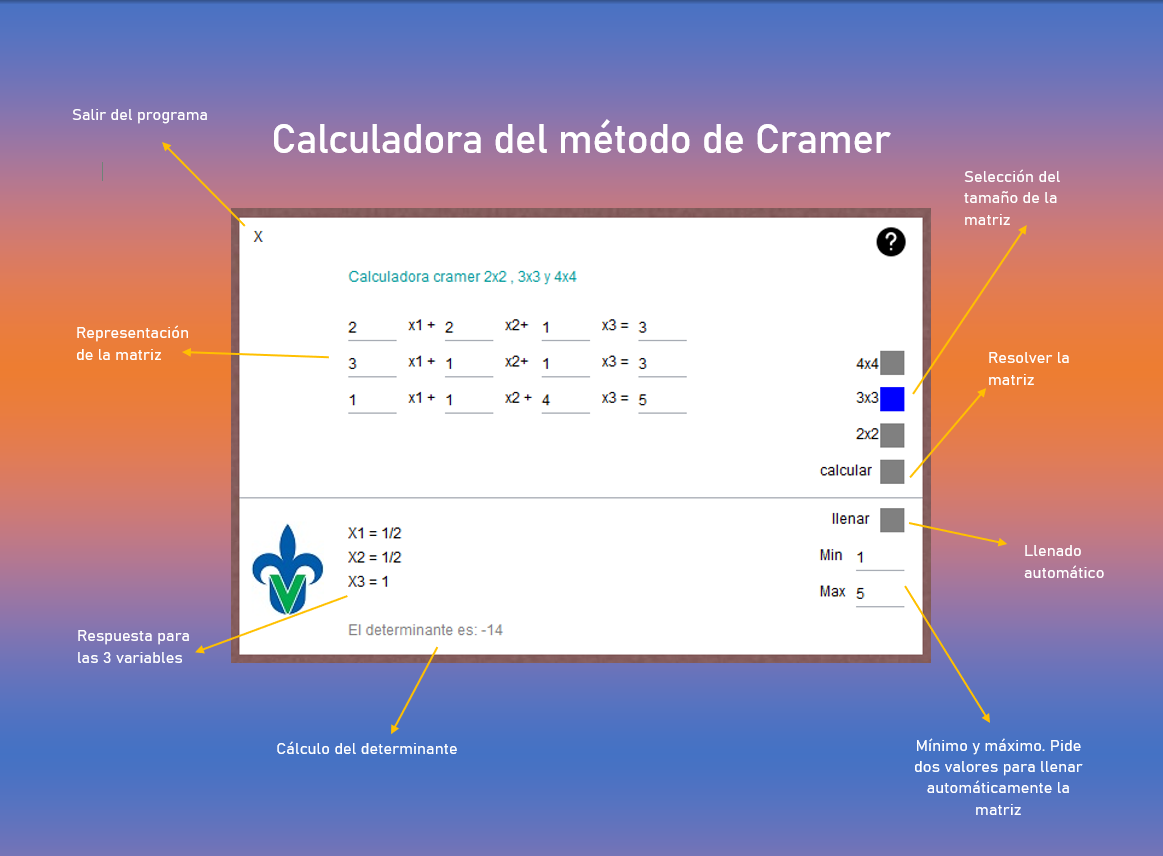 Salir del programa
Calculadora del método de Cramer
Selección del
tamaño de la
matriz
X
?
Calculadora cramer 2x2 , 3x3 y 4x4
2 x1 + 2 x2+ 1 x3 = 3
3 x1 + 1 x2+ 1 x3 = 3
1 x1 + 1 x2 + 4 x3 = 5
Representación
de la matriz
4x4
3x3
2x2
calcular
Resolver la
matriz
llenar
Min 1
Max 5
Llenado
automático
X1 = 1/2
X2 = 1/2
X3 = 1
El determinante es: -14
Respuesta para
las 3 variables
Cálculo del determinante
Mínimo y máximo. Pide
dos valores para llenar
automáticamente la
matriz